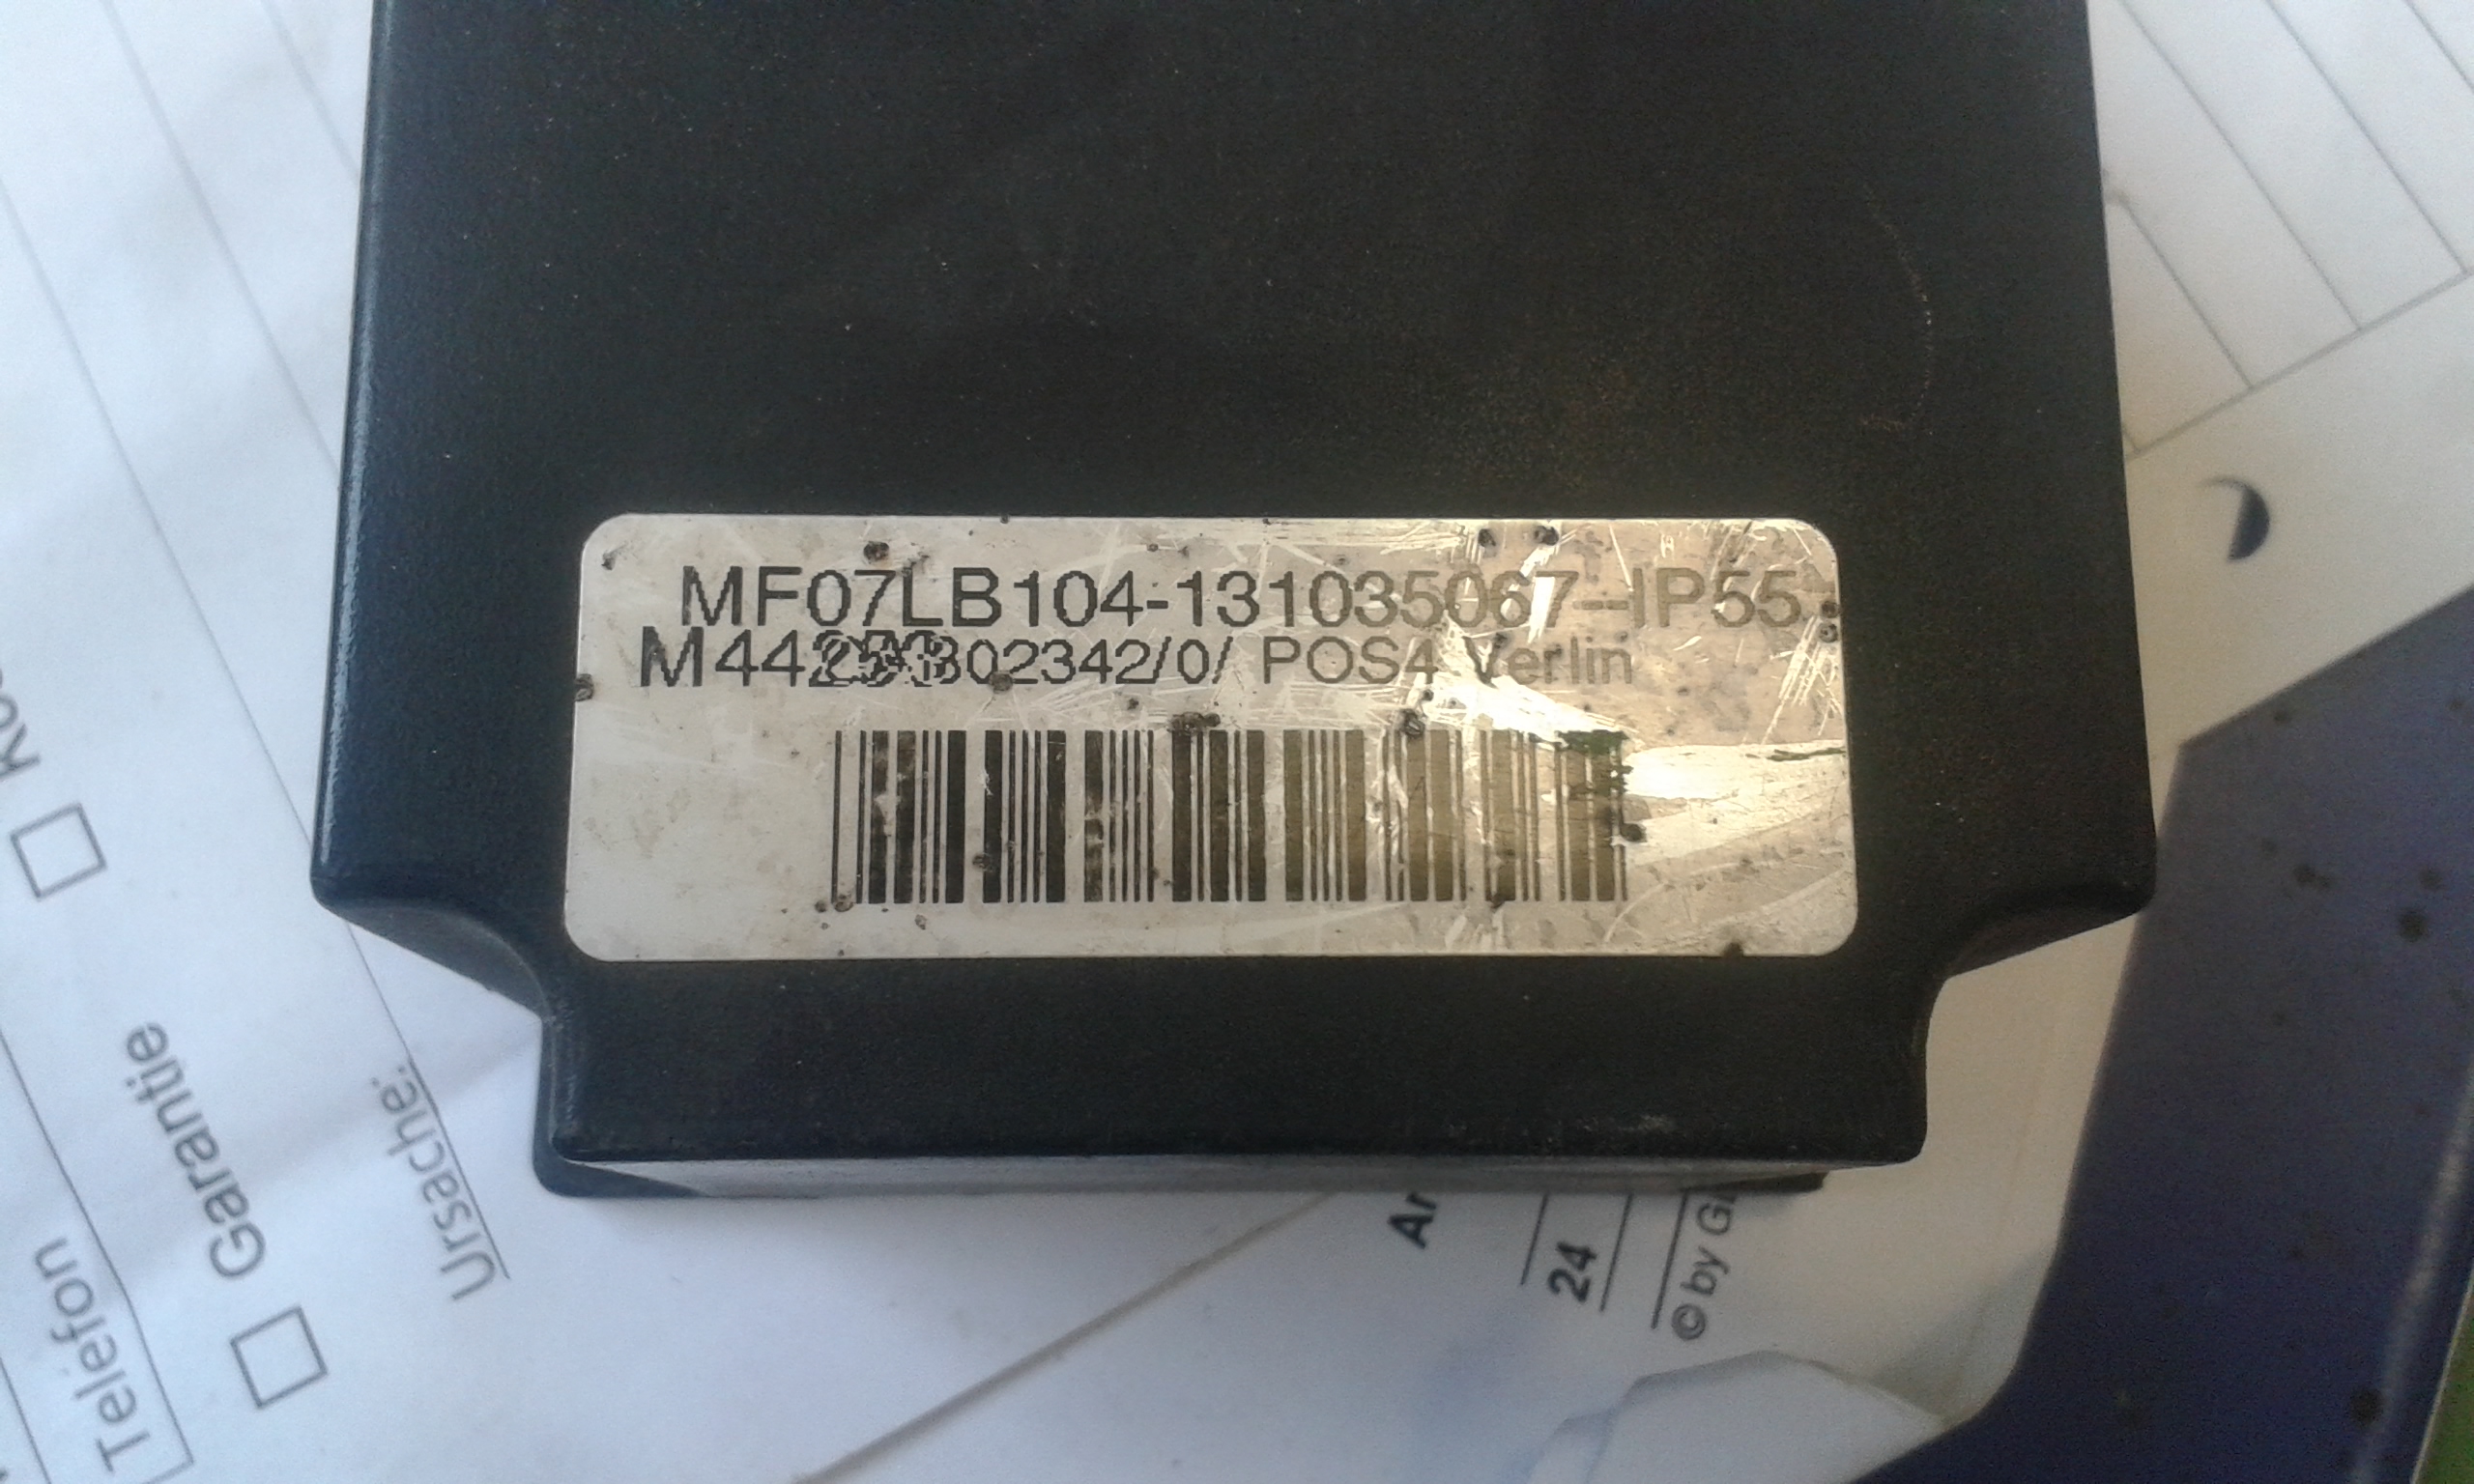 MF07LB104-131035067--IP55
02342/0/ POS4 Verlin
Garantie
Ursache:
Telefon
24
© by